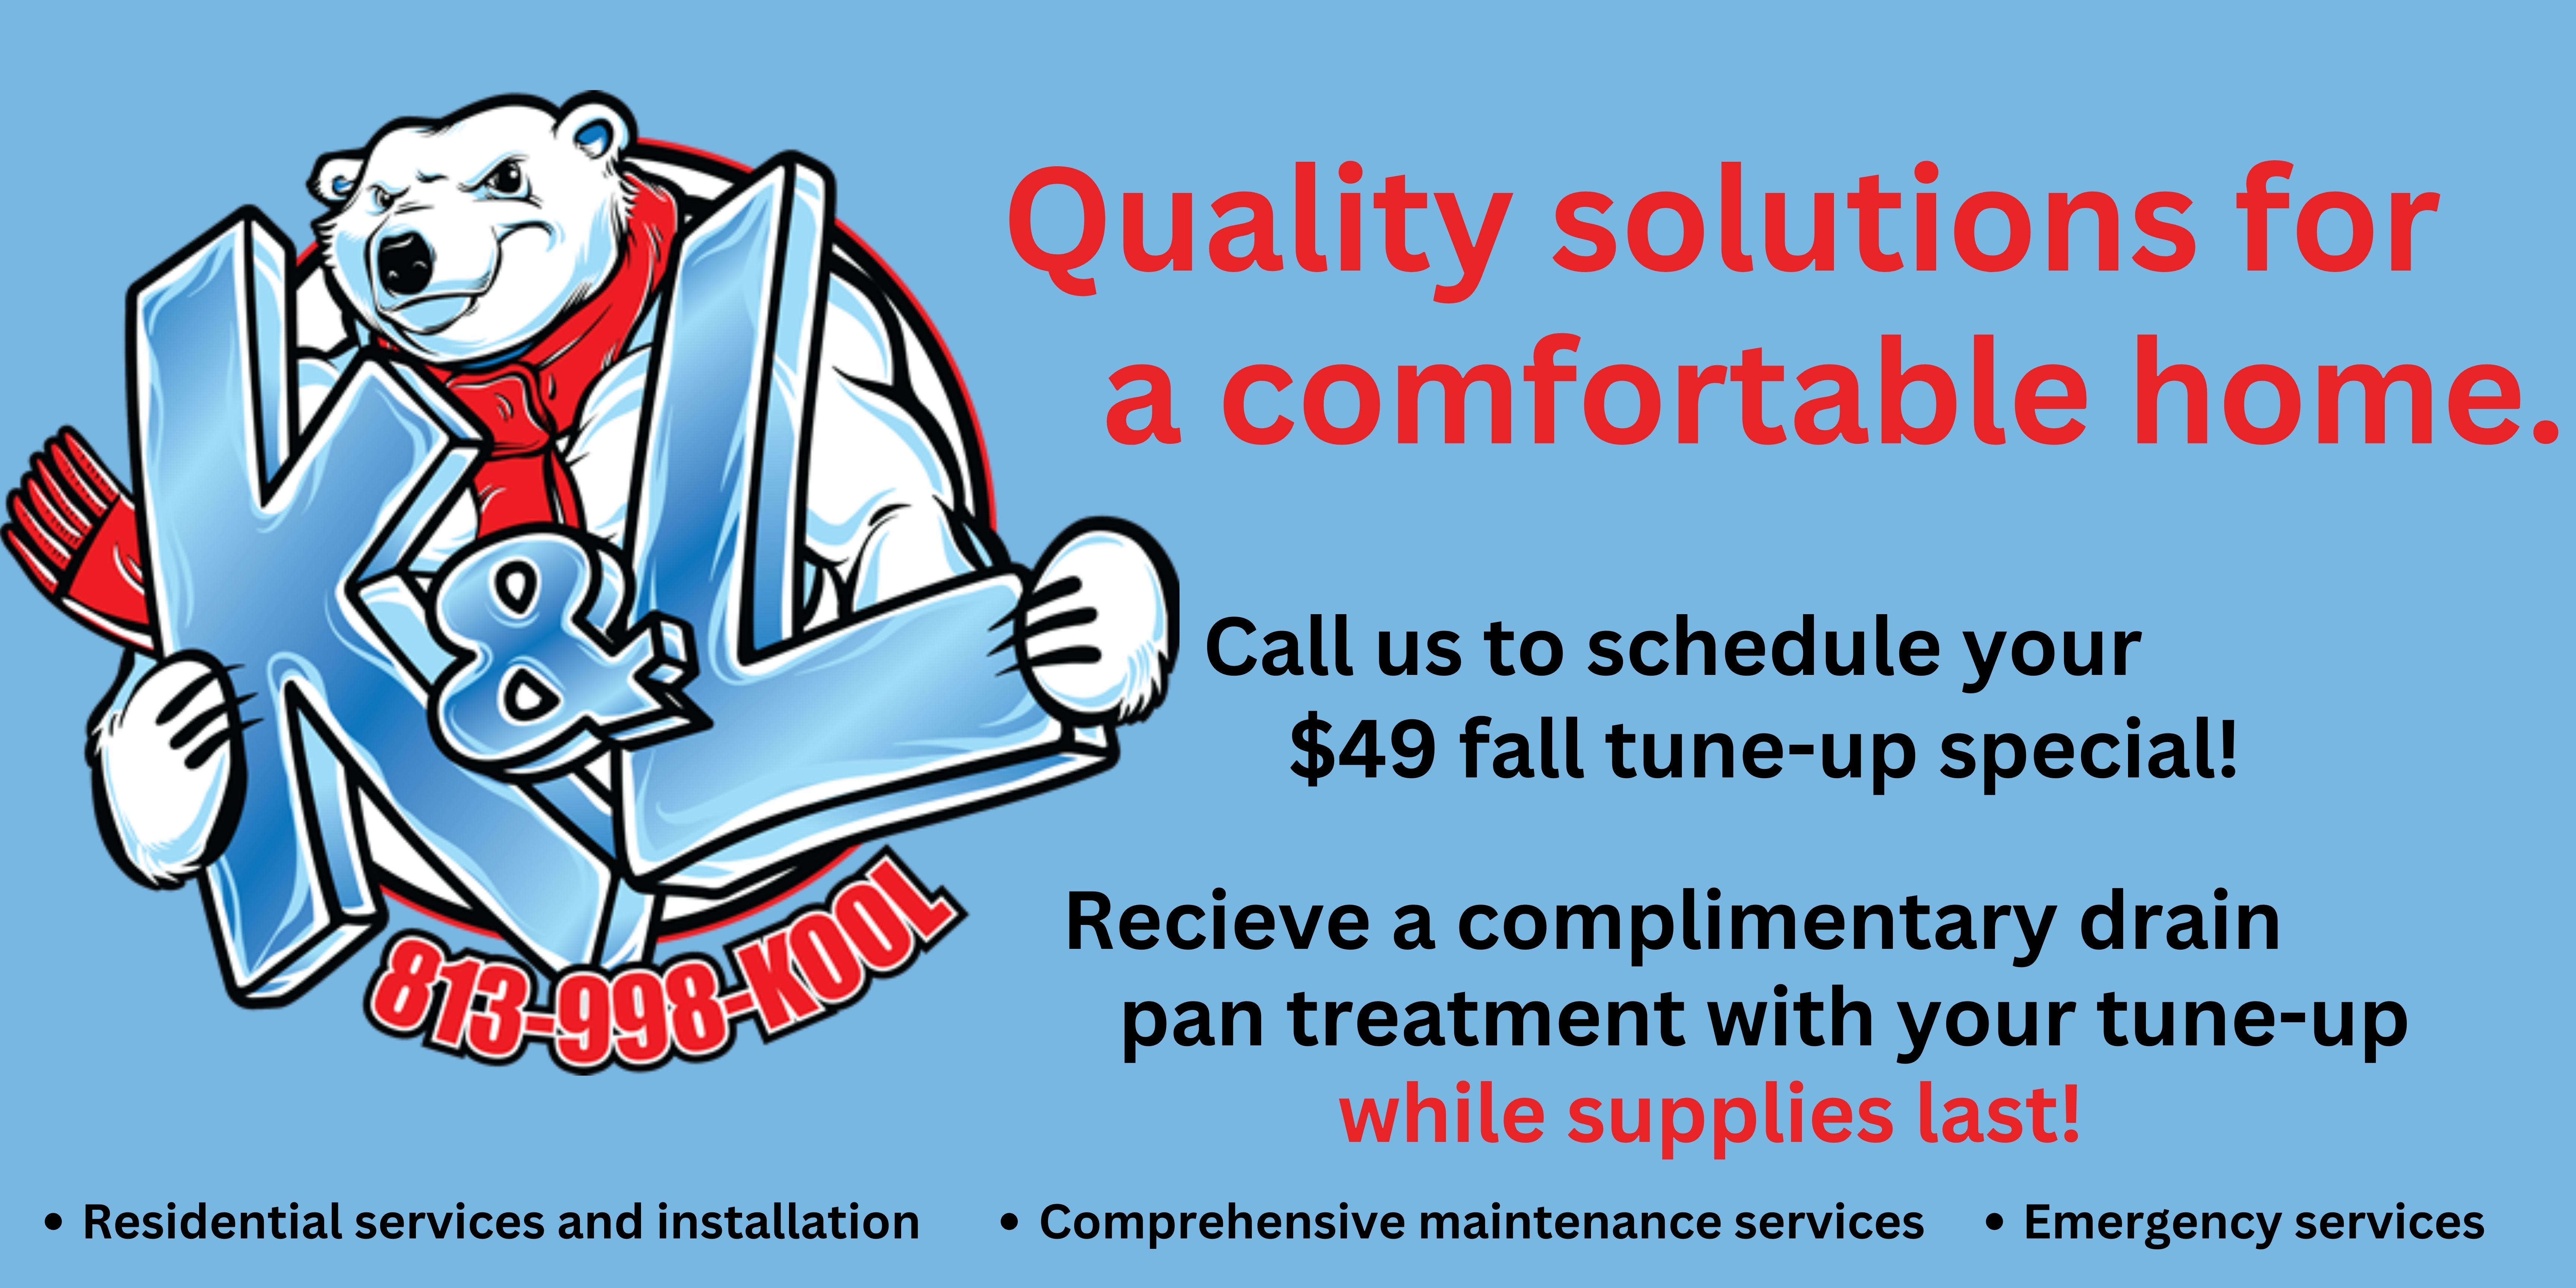 K&L
813-998-KOOL
Quality solutions for
a comfortable home.
Call us to schedule your
$49 fall tune-up special!
Recieve a complimentary drain
pan treatment with your tune-up
while supplies last!
• Residential services and installation
• Comprehensive maintenance services
• Emergency services